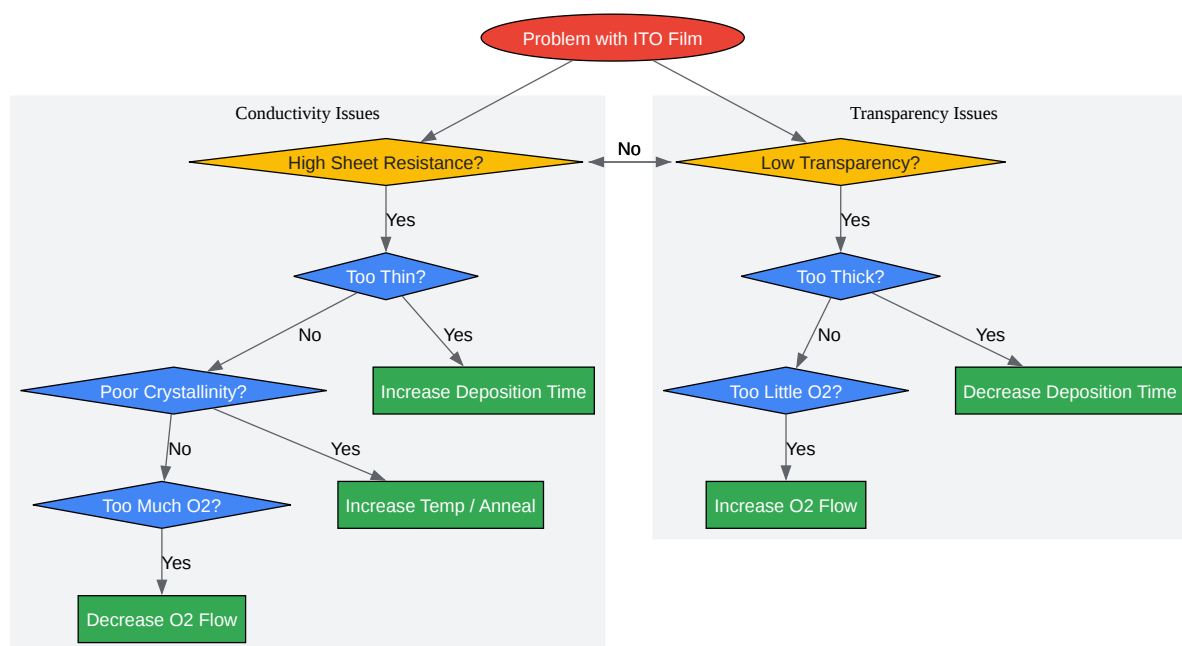 Problem with ITO Film
Conductivity Issues
Transparency Issues
High Sheet Resistance?
No
Low Transparency?
Yes
Yes
Too Thin?
Too Thick?
No
Yes
No
Yes
Poor Crystallinity?
Increase Deposition Time
Too Little O2?
Decrease Deposition Time
No
Yes
Yes
Too Much O2?
Increase Temp / Anneal
Increase O2 Flow
Yes
Decrease O2 Flow